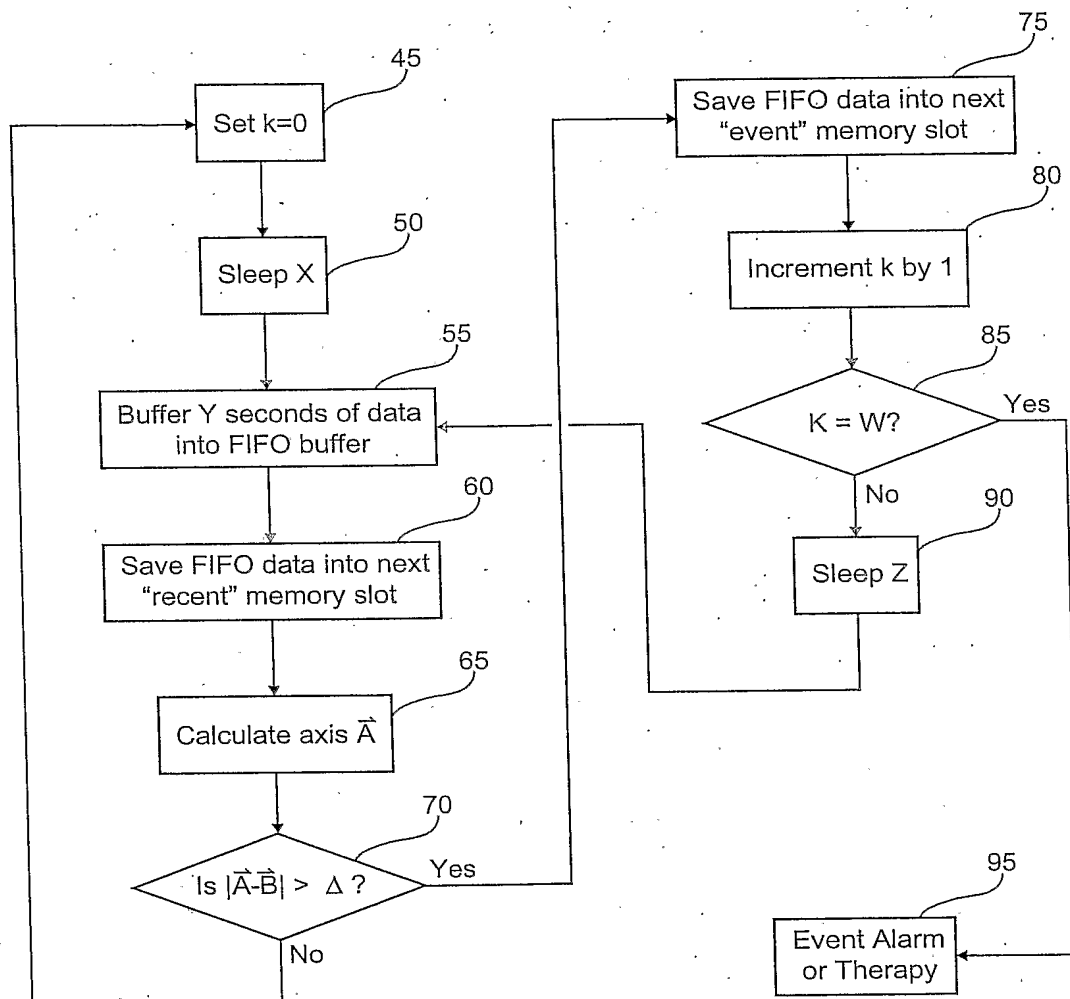 45
Set k=0
50
Sleep X
55
Buffer Y seconds of data
into FIFO buffer
60
Save FIFO data into next
“recent” memory slot
65
Calculate axis A⃗
70
Is |A⃗-B⃗| > Δ ?
Yes
No
75
Save FIFO data into next
“event” memory slot
80
Increment k by 1
85
K = W?
Yes
No
90
Sleep Z
95
Event Alarm
or Therapy